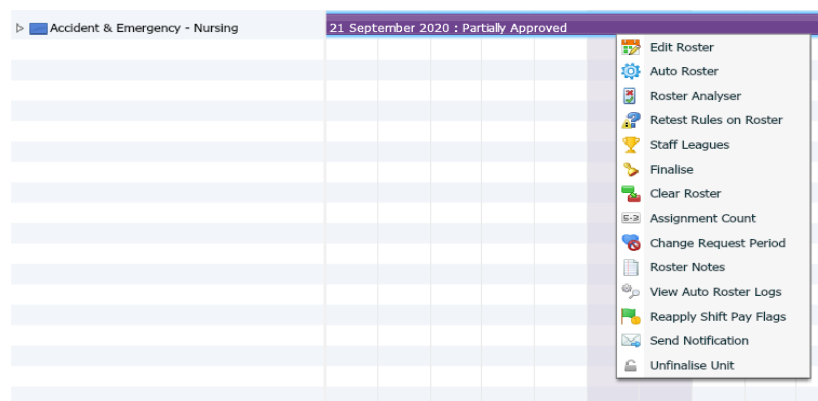 Accident & Emergency - Nursing
21 September 2020 : Partially Approved
Edit Roster
Auto Roster
Roster Analyser
Retest Rules on Roster
Staff Leagues
Finalise
Clear Roster
Assignment Count
Change Request Period
Roster Notes
View Auto Roster Logs
Reapply Shift Pay Flags
Send Notification
Unfinalise Unit